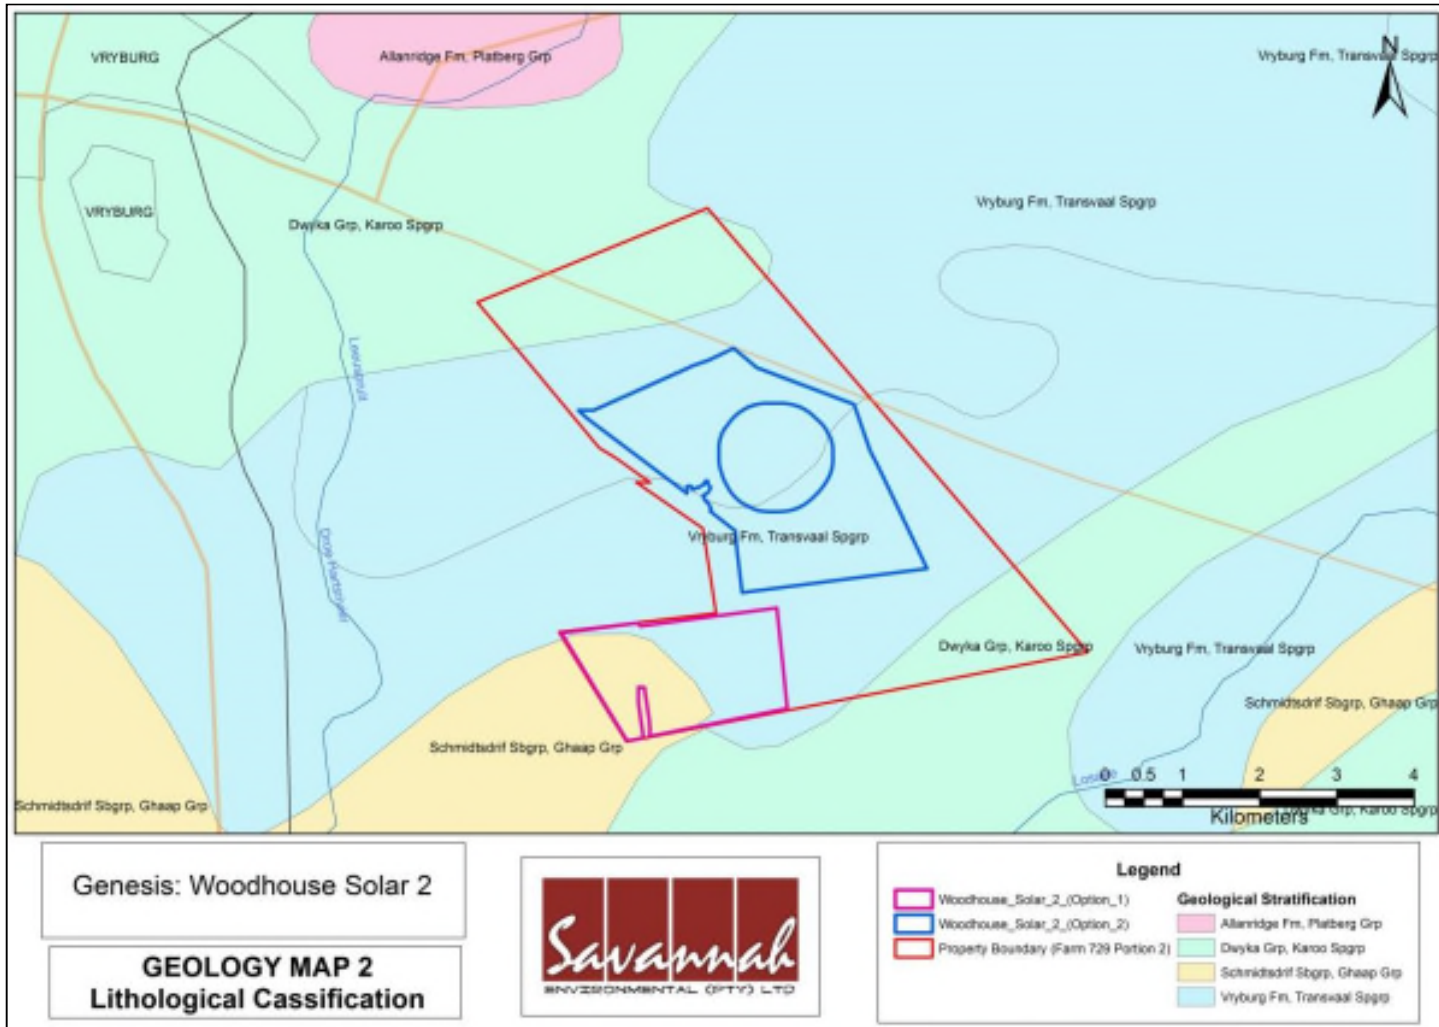 VRYBURG
Allanridge Fm, Platberg Grp
Vryburg Fm, Transvaal Spgrp
N
VRYBURG
Dwyka Grp, Karoo Spgrp
Vryburg Fm, Transvaal Spgrp
Vryburg Fm, Transvaal Spgrp
Dwyka Grp, Karoo Spgrp
Vryburg Fm, Transvaal Spgrp
Schmidtsdrif Sbgrp, Ghaap Grp
Schmidtsdrif Sbgrp, Ghaap Grp
Schmidtsdrif Sbgrp, Ghaap Grp
0 0.5 1 2 3 4
Kilometers
Dwyka Grp, Karoo Spgrp
Genesis: Woodhouse Solar 2
GEOLOGY MAP 2
Lithological Cassification
Savannah
ENVIRONMENTAL (PTY) LTD
Legend
Woodhouse_Solar_2_(Option_1)
Woodhouse_Solar_2_(Option_2)
Property Boundary (Farm 729 Portion 2)
Geological Stratification
Allanridge Fm, Platberg Grp
Dwyka Grp, Karoo Spgrp
Schmidtsdrif Sbgrp, Ghaap Grp
Vryburg Fm, Transvaal Spgrp